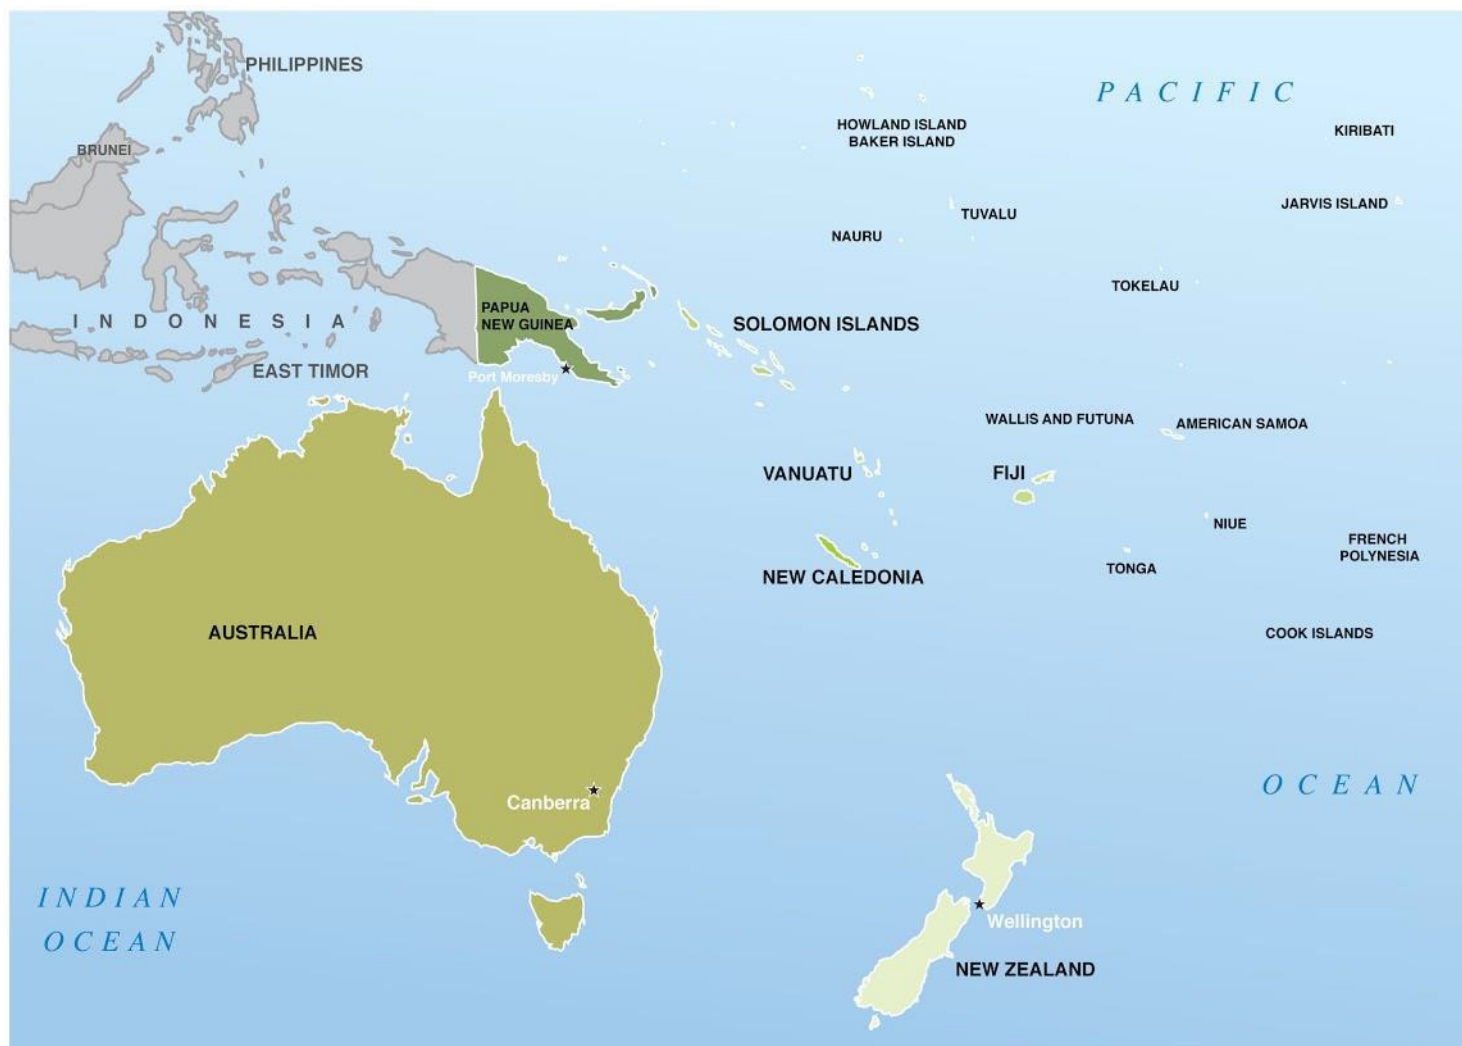 PHILIPPINES
PACIFIC
HOWLAND ISLAND
BAKER ISLAND
KIRIBATI
BRUNEI
JARVIS ISLAND
TUVALU
NAURU
TOKELAU
PAPUA
NEW GUINEA
INDONESIA
SOLOMON ISLANDS
EAST TIMOR
Port Moresby
WALLIS AND FUTUNA
AMERICAN SAMOA
VANUATU
FIJI
NIUE
FRENCH
POLYNESIA
TONGA
NEW CALEDONIA
AUSTRALIA
COOK ISLANDS
OCEAN
Canberra
INDIAN
OCEAN
Wellington
NEW ZEALAND